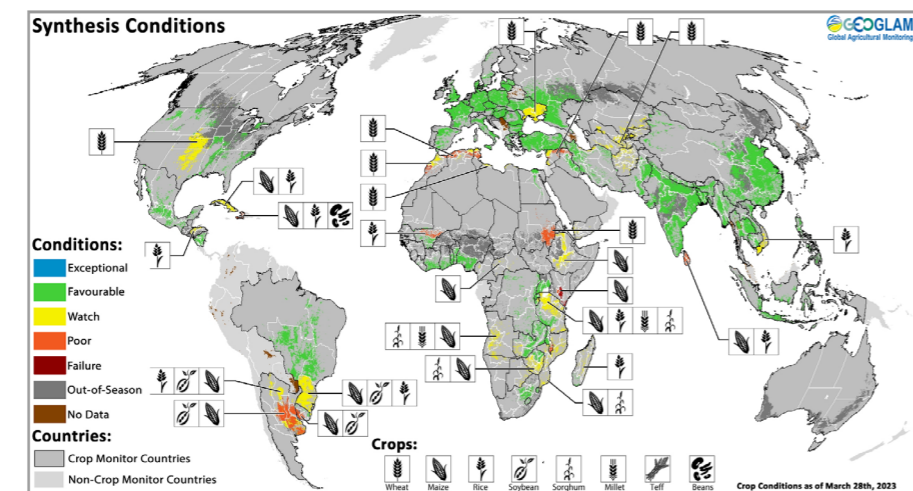 Synthesis Conditions
GEOGLAM
Global Agricultural Monitoring
Conditions:
Exceptional
Favourable
Watch
Poor
Failure
Out-of-Season
No Data
Countries:
Crop Monitor Countries
Non-Crop Monitor Countries
Crops:
Wheat Maize Rice Soybean Sorghum Millet Teff Beans
Crop Conditions as of March 28th, 2023